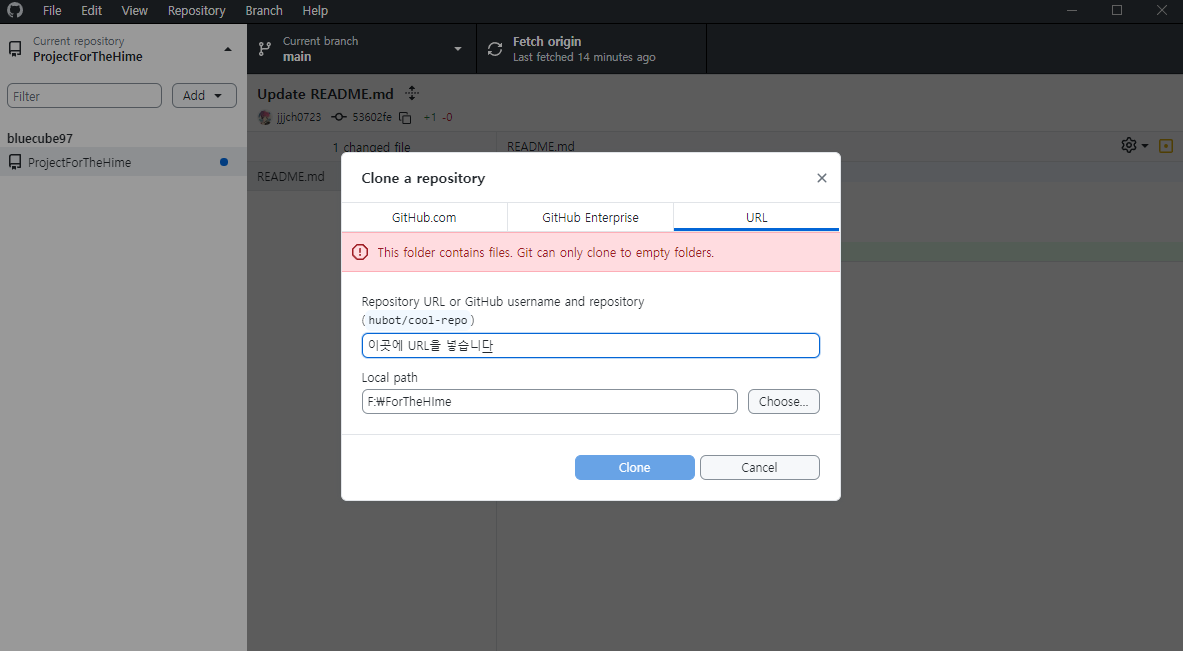 File Edit View Repository Branch Help
Current repository
ProjectForTheHime
Current branch
main
Fetch origin
Last fetched 14 minutes ago
Filter
Add
bluecube97
ProjectForTheHime
Update README.md
jjjch0723 53602fe +1 -0
1 changed file
README.md
README.md
Clone a repository
GitHub.com GitHub Enterprise URL
This folder contains files. Git can only clone to empty folders.
Repository URL or GitHub username and repository
(hubot/cool-repo)
이곳에 URL을 넣습니다
Local path
F:₩ForTheHIme
Choose...
Clone Cancel